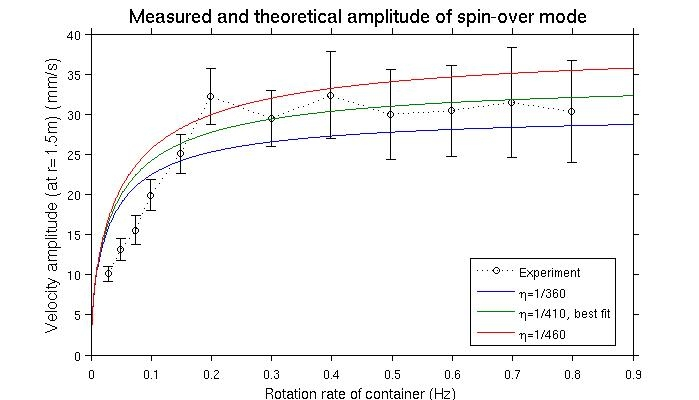 Measured and theoretical amplitude of spin-over mode
Velocity amplitude (at r=1.5m) (mm/s)
40
35
30
25
20
15
10
5
0
0 0.1 0.2 0.3 0.4 0.5 0.6 0.7 0.8 0.9
Rotation rate of container (Hz)
Experiment
η=1/360
η=1/410, best fit
η=1/460